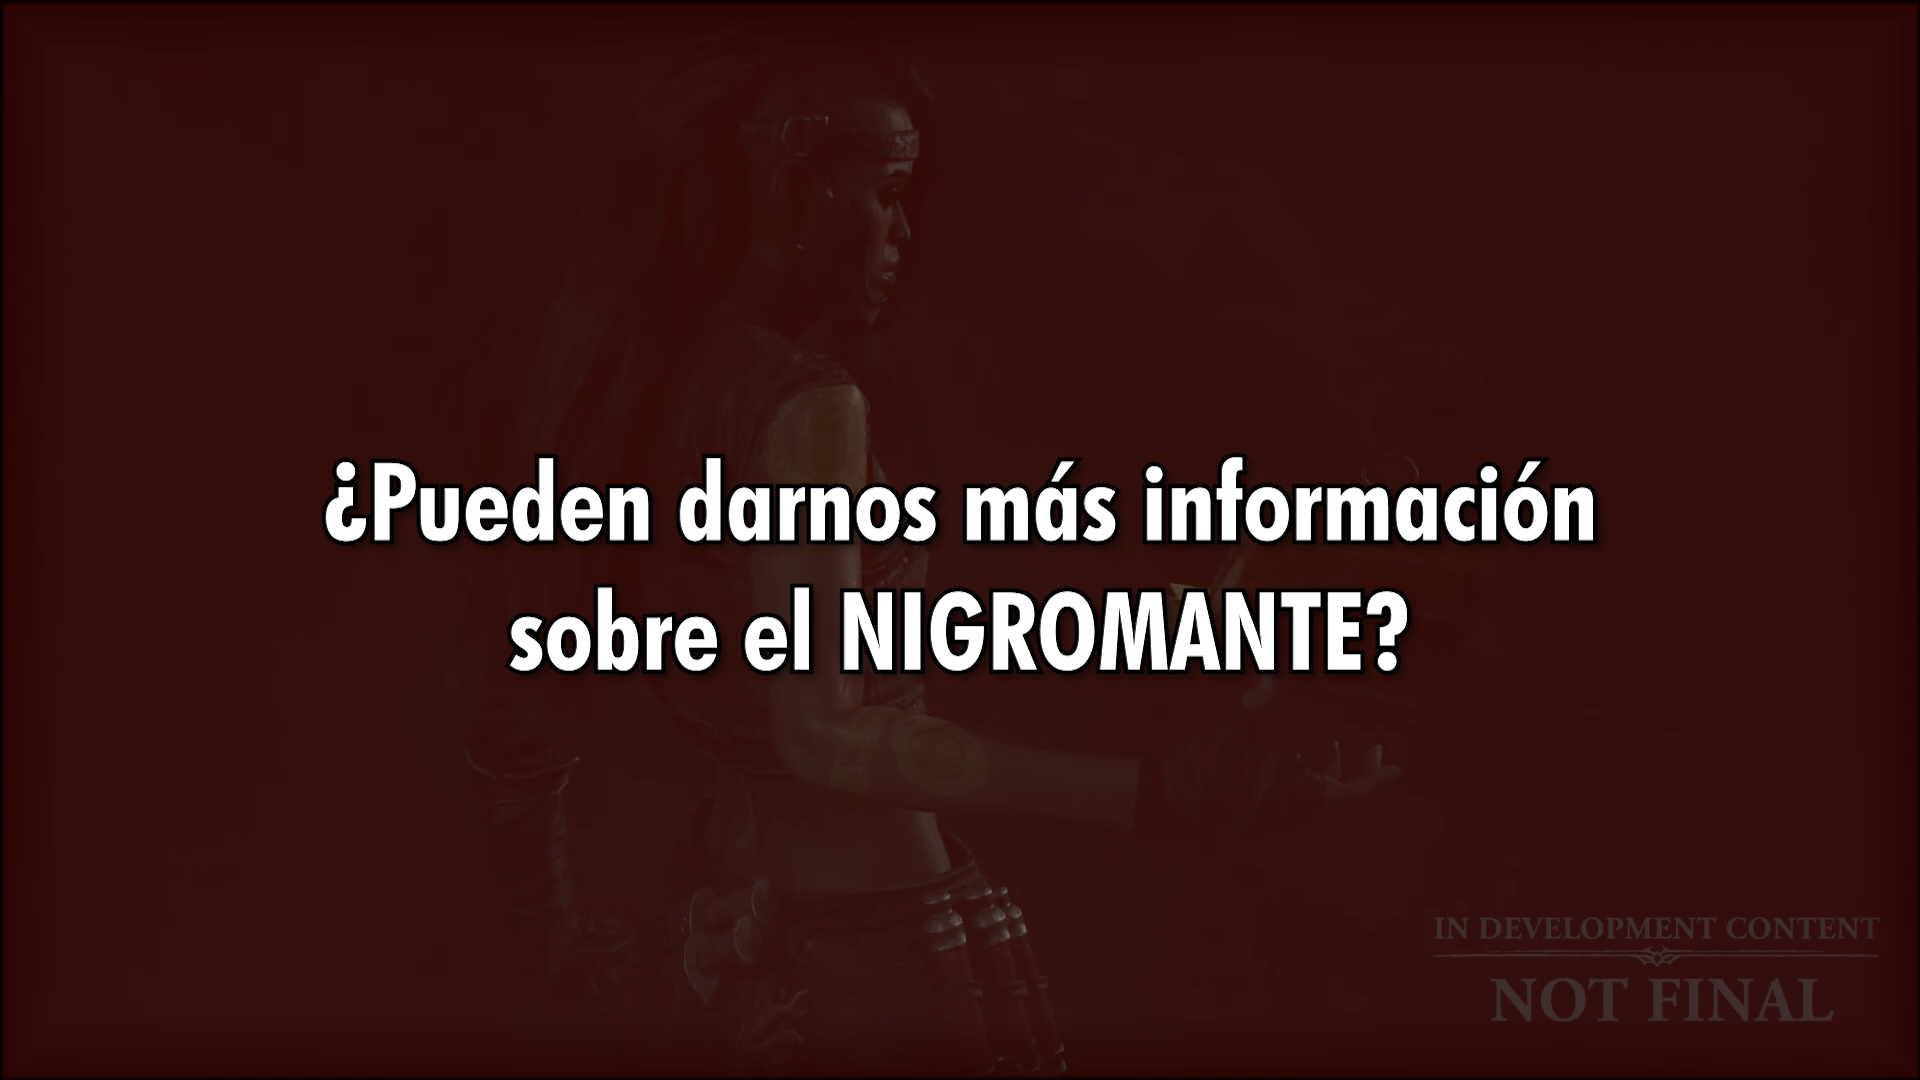 ¿Pueden darnos más información
sobre el NIGROMANTE?
IN DEVELOPMENT CONTENT
NOT FINAL